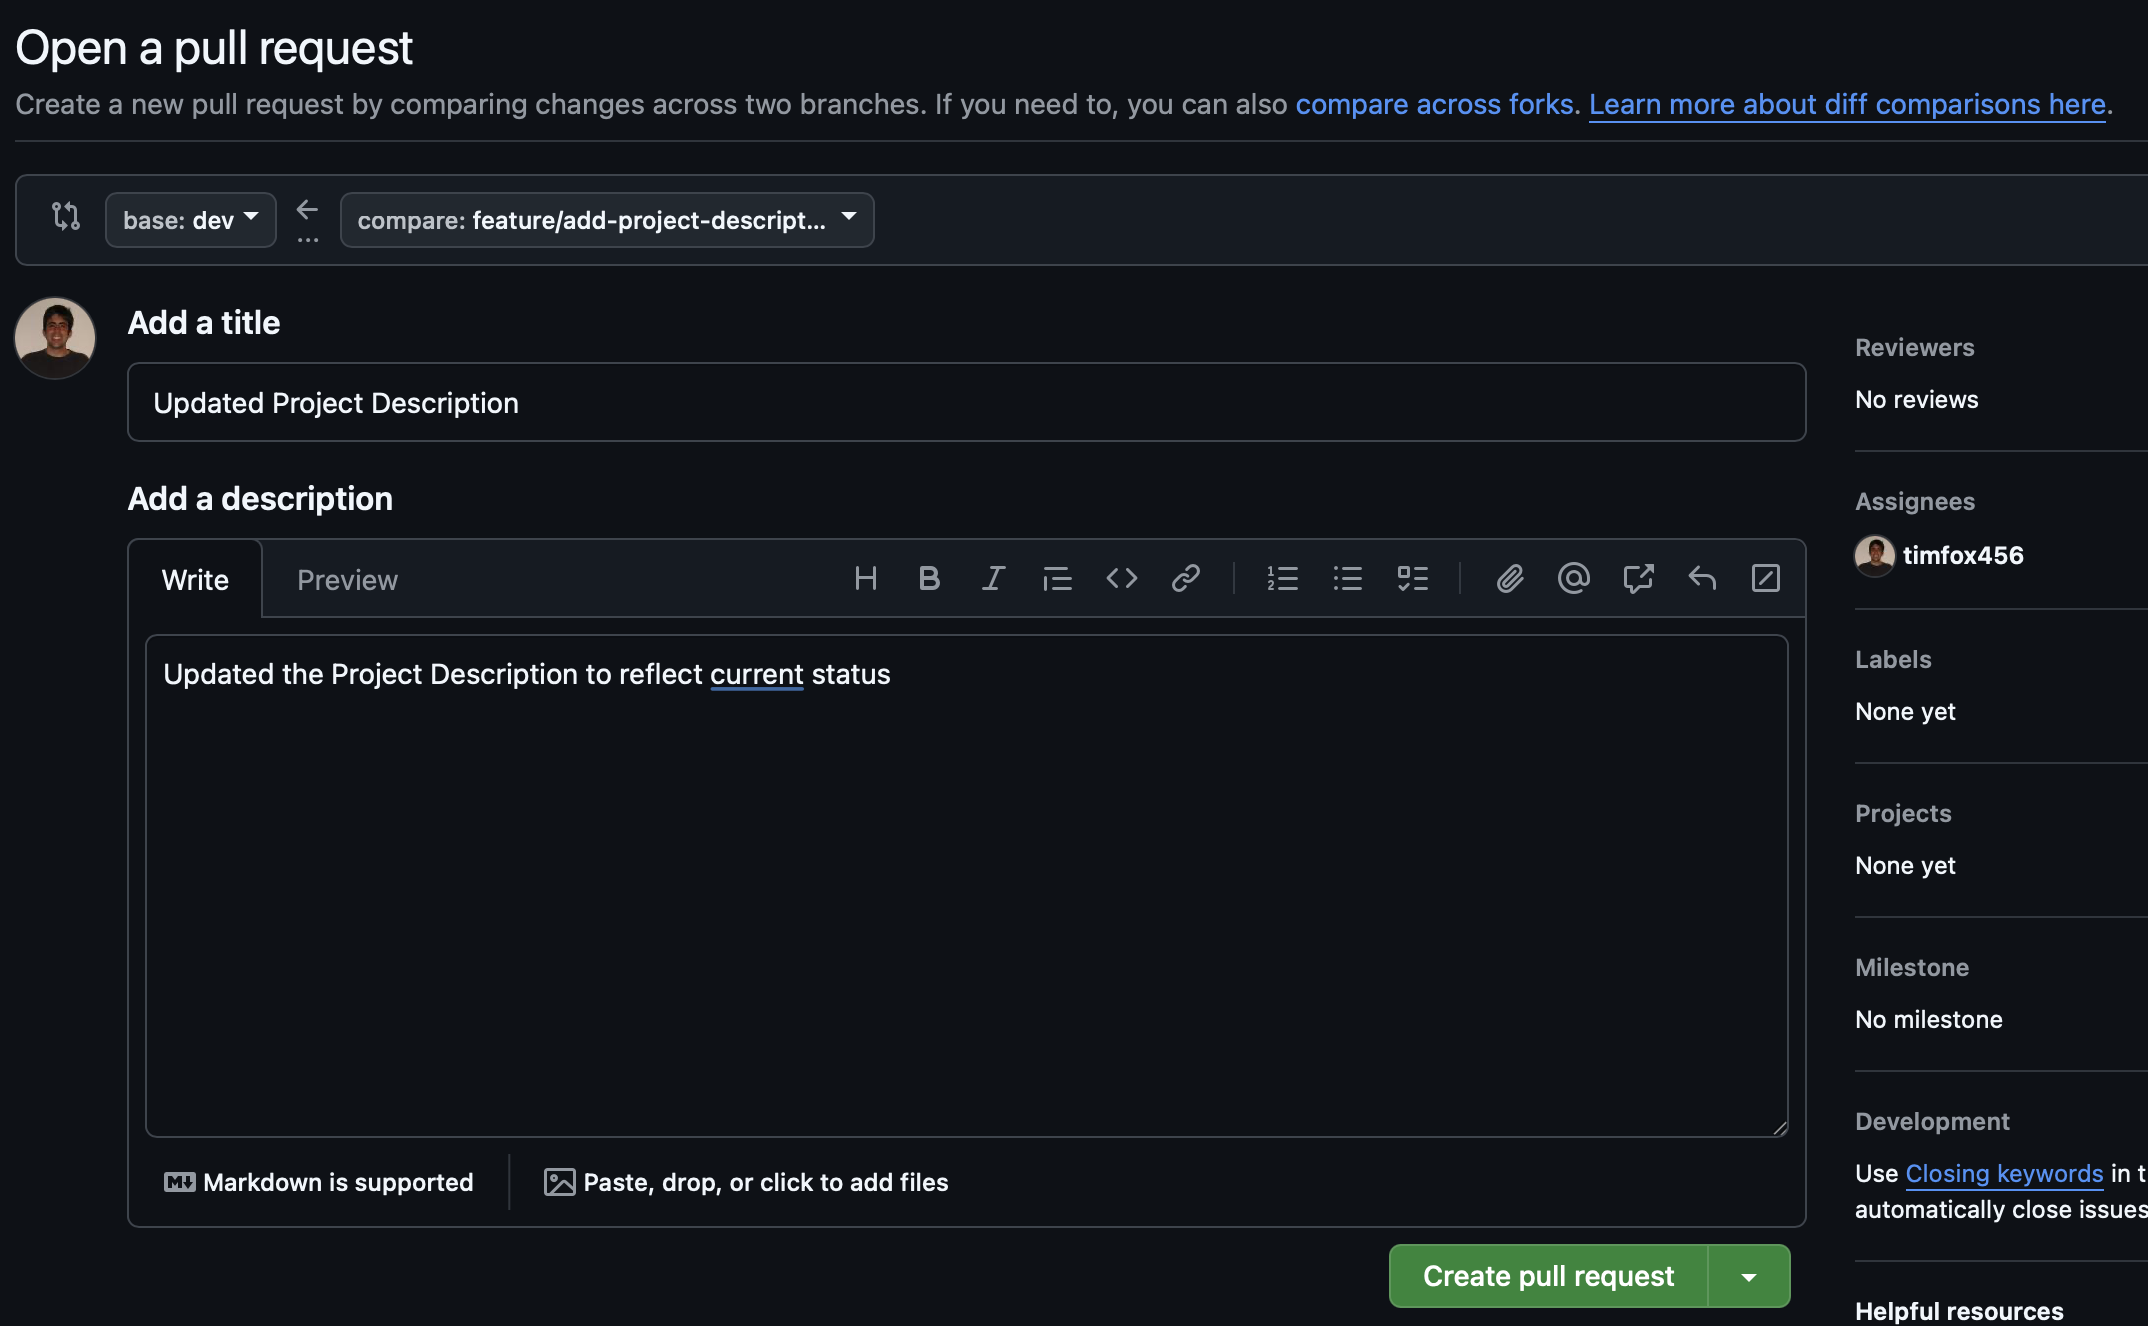 Open a pull request
Create a new pull request by comparing changes across two branches. If you need to, you can also compare across forks. Learn more about diff comparisons here.
base: dev
compare: feature/add-project-descript...
Add a title
Updated Project Description
Add a description
Write
Preview
Updated the Project Description to reflect current status
Markdown is supported
Paste, drop, or click to add files
Create pull request
Reviewers
No reviews
Assignees
timfox456
Labels
None yet
Projects
None yet
Milestone
No milestone
Development
Use Closing keywords in t
automatically close issues
Helpful resources